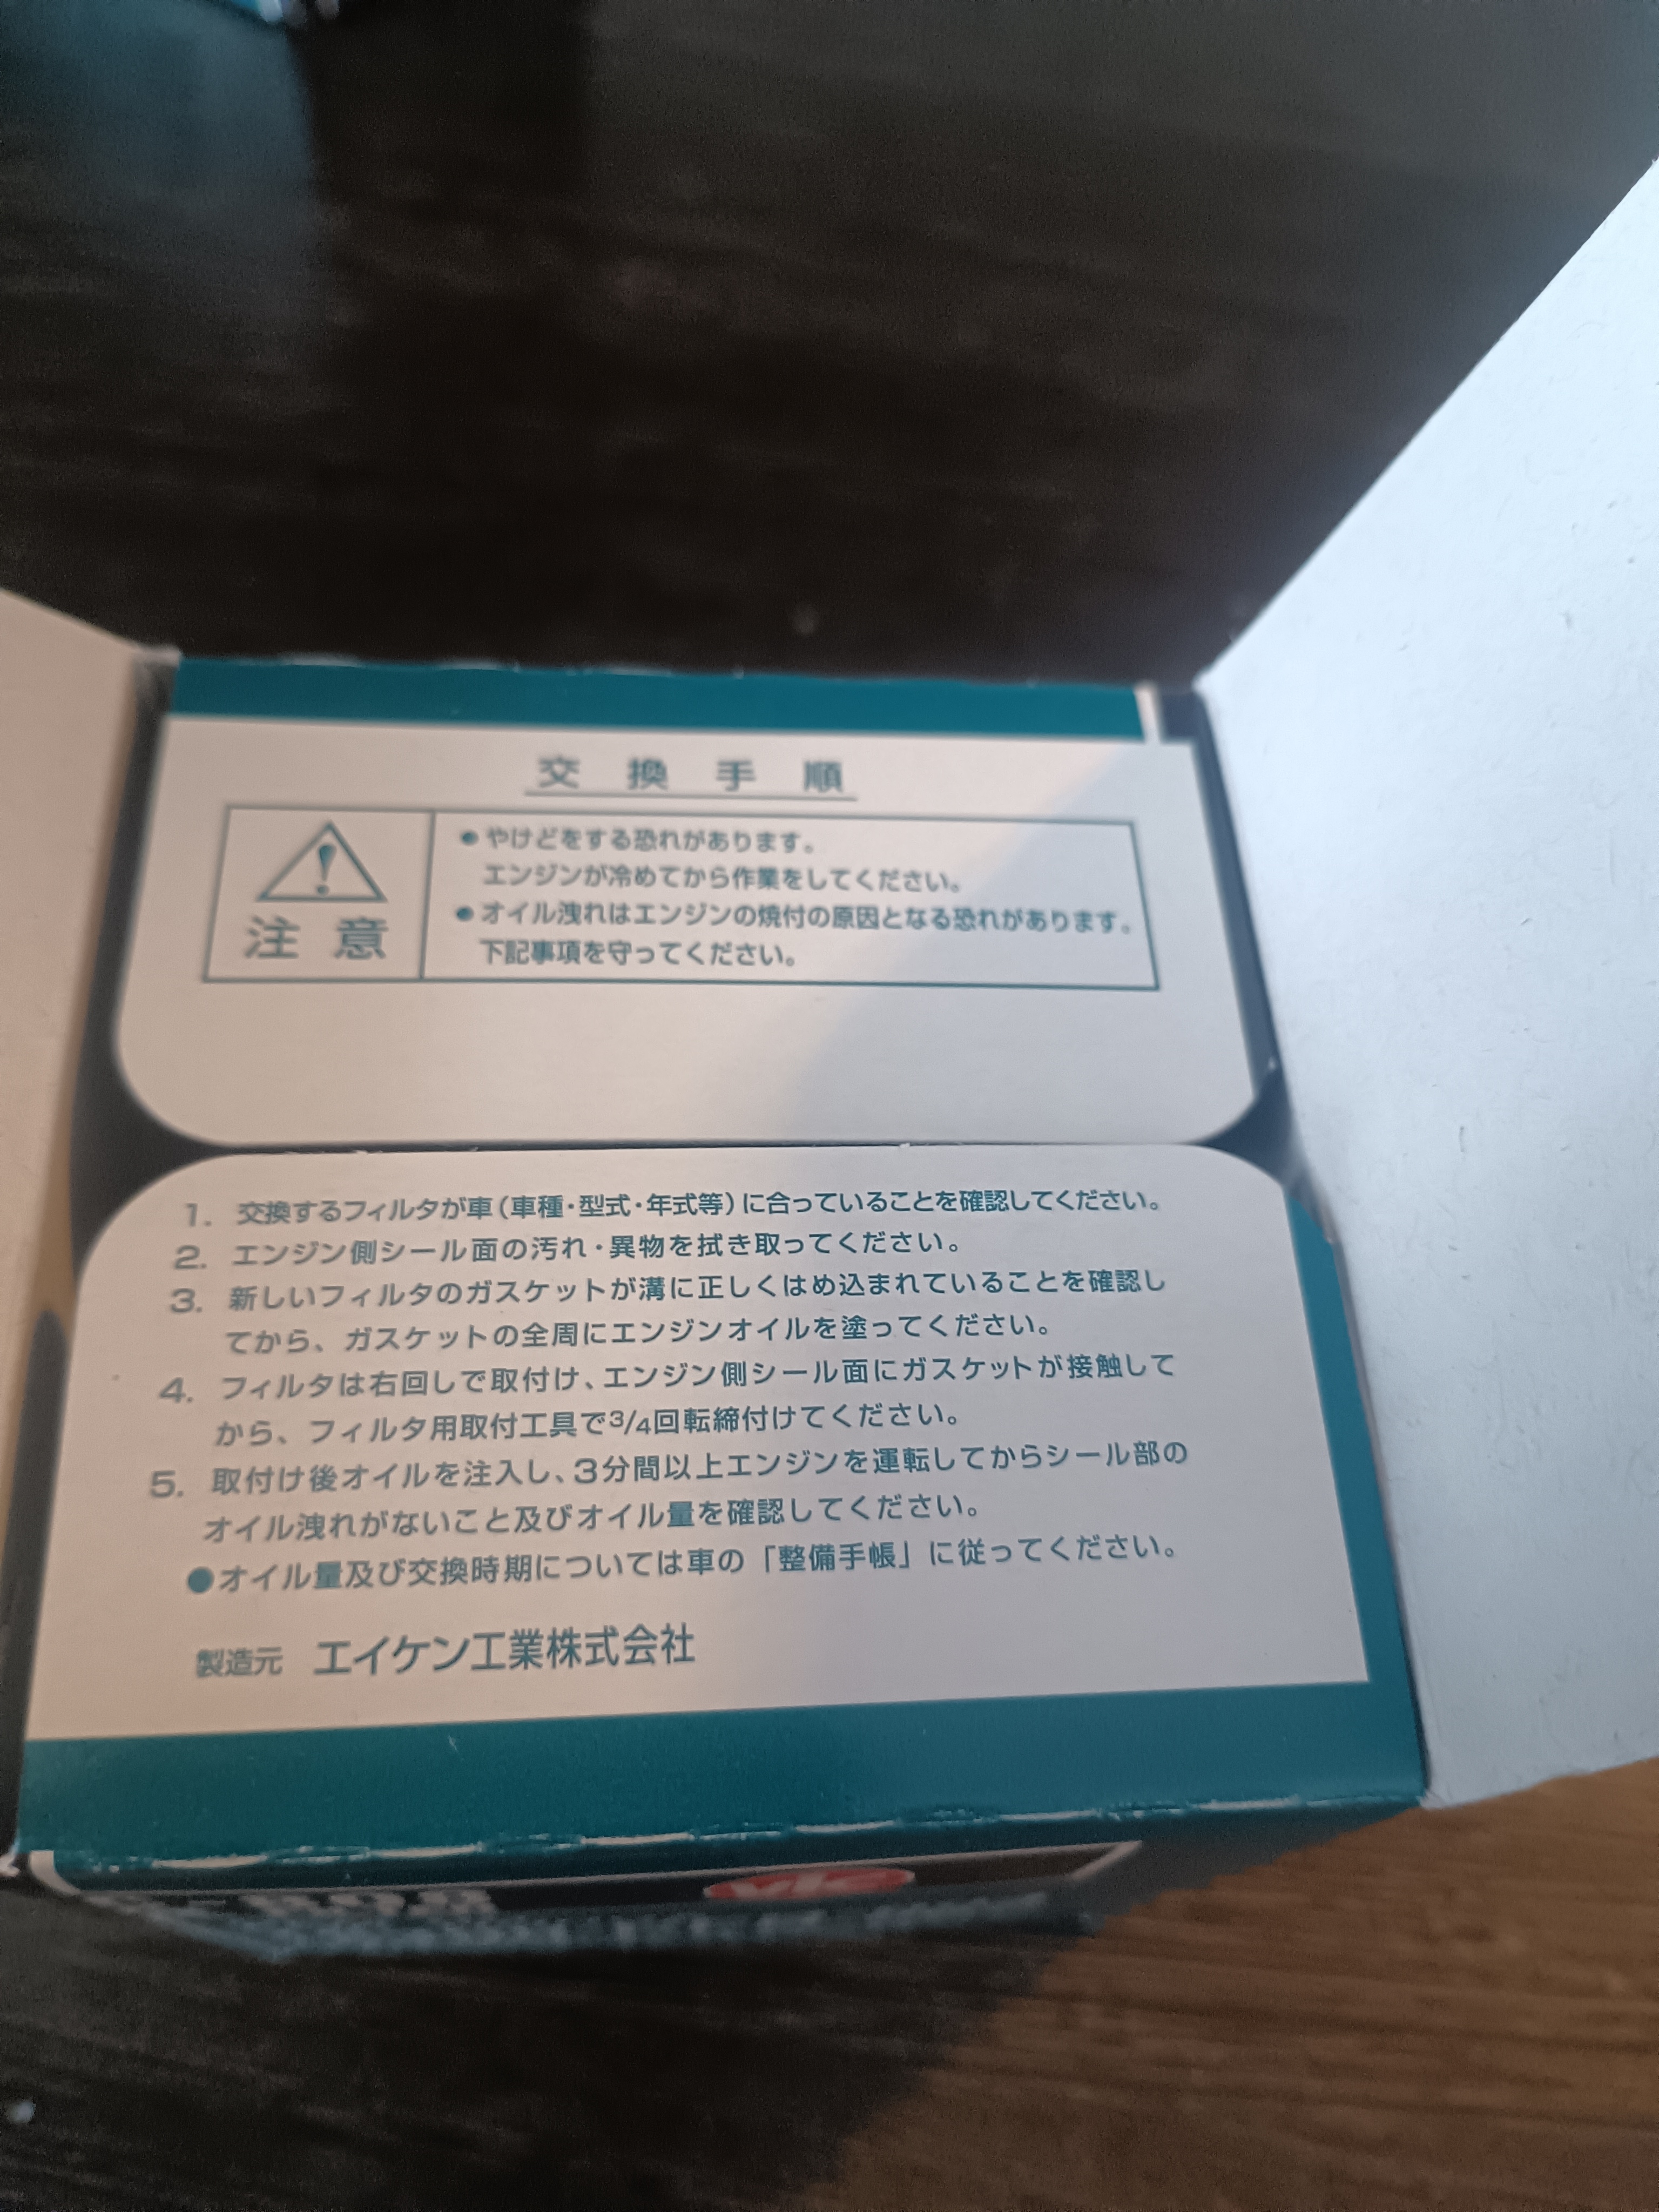 交換手順
注意
●やけどをする恐れがあります。
エンジンが冷めてから作業をしてください。
●オイル洩れはエンジンの焼付の原因となる恐れがあります。
下記事項を守ってください。
1. 交換するフィルタが車(車種・型式・年式等)に合っていることを確認してください。
2. エンジン側シール面の汚れ・異物を拭き取ってください。
3. 新しいフィルタのガスケットが溝に正しくはめ込まれていることを確認し
てから、ガスケットの全周にエンジンオイルを塗ってください。
4. フィルタは右回しで取付け、エンジン側シール面にガスケットが接触して
から、フィルタ用取付工具で3/4回転締付けてください。
5. 取付け後オイルを注入し、3分間以上エンジンを運転してからシール部の
オイル洩れがないこと及びオイル量を確認してください。
●オイル量及び交換時期については車の「整備手帳」に従ってください。
製造元 エイケン工業株式会社